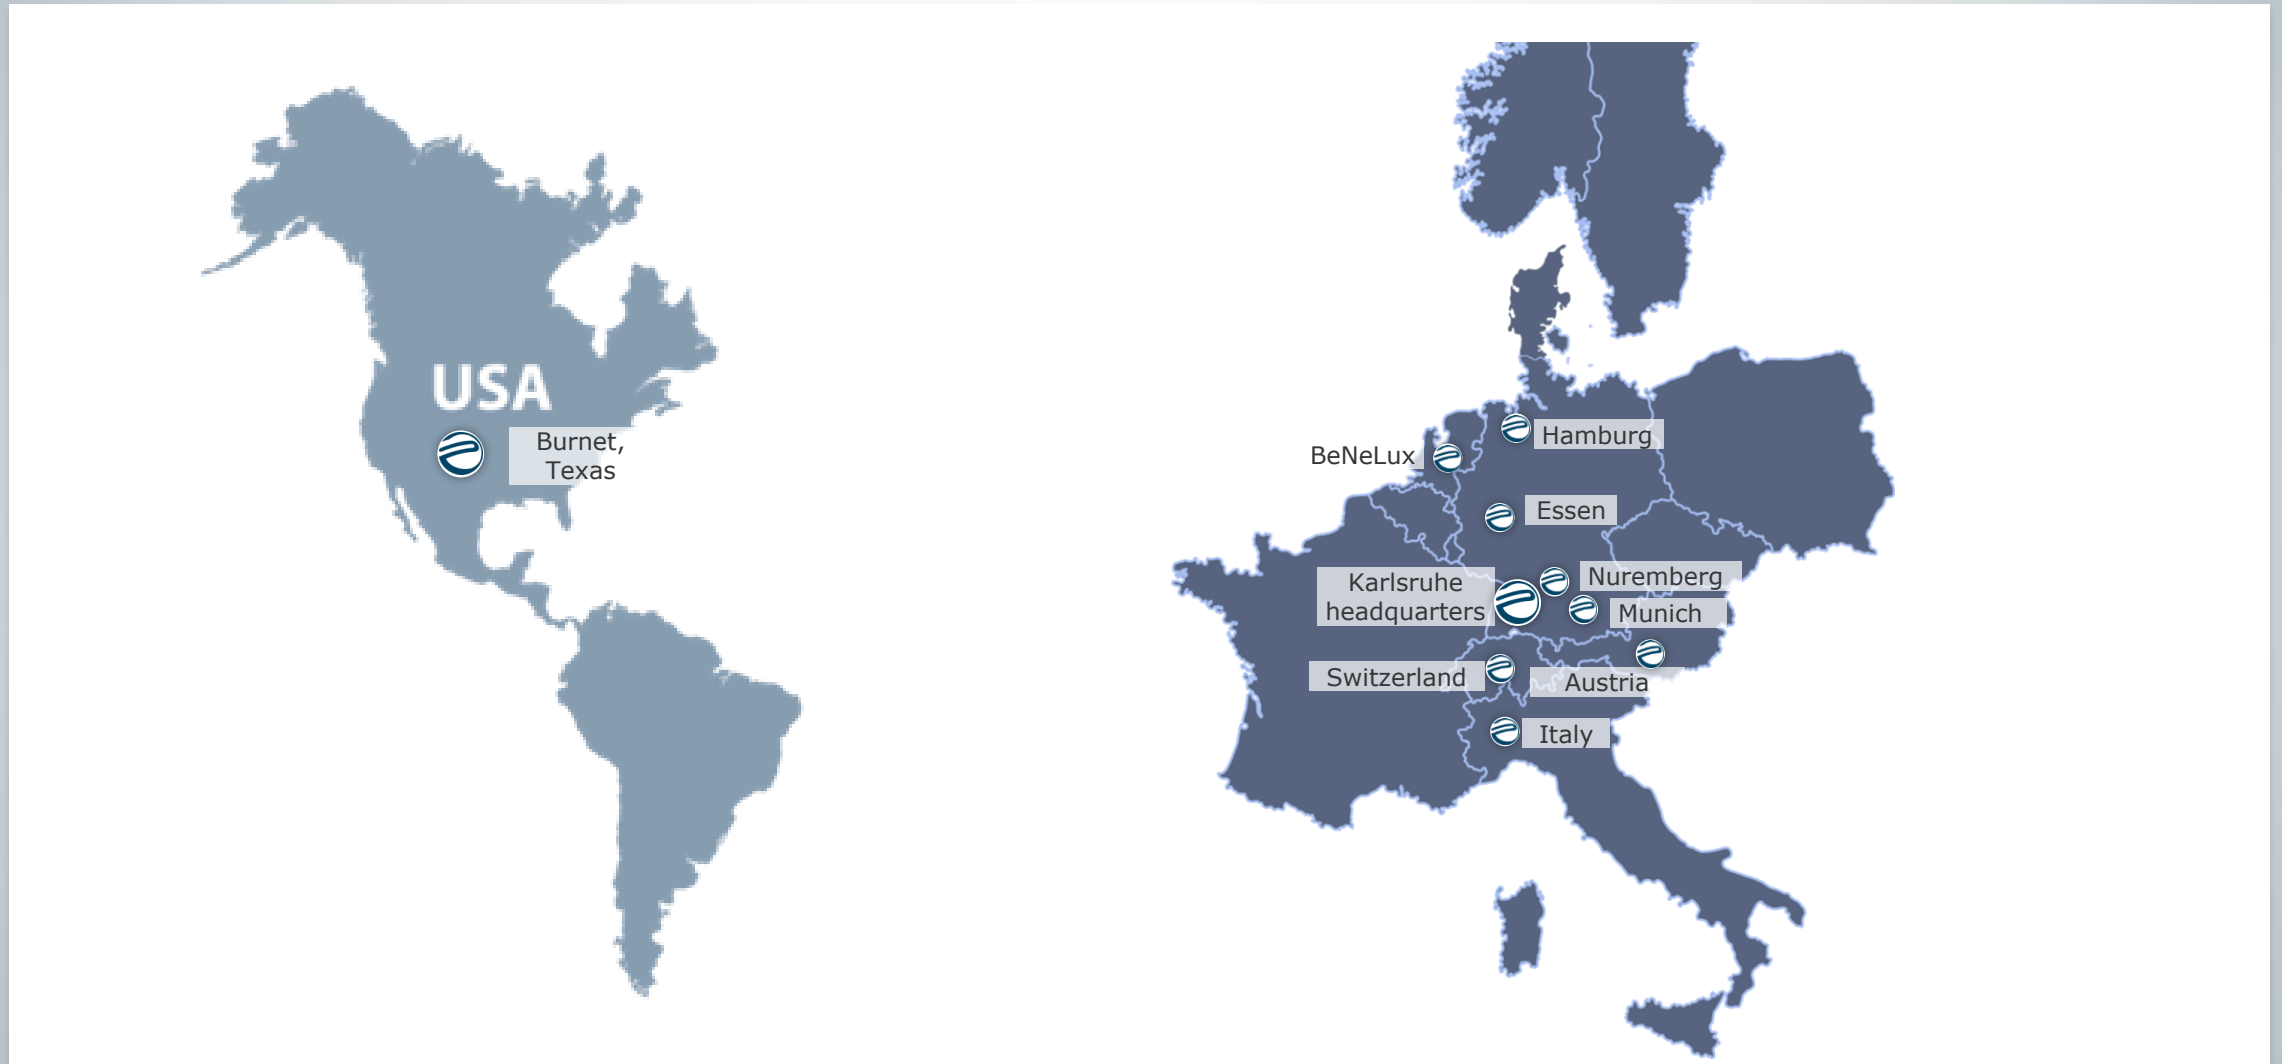 USA
Burnet,
Texas
Hamburg
BeNeLux
Essen
Nuremberg
Karlsruhe
headquarters
Munich
Switzerland
Austria
Italy